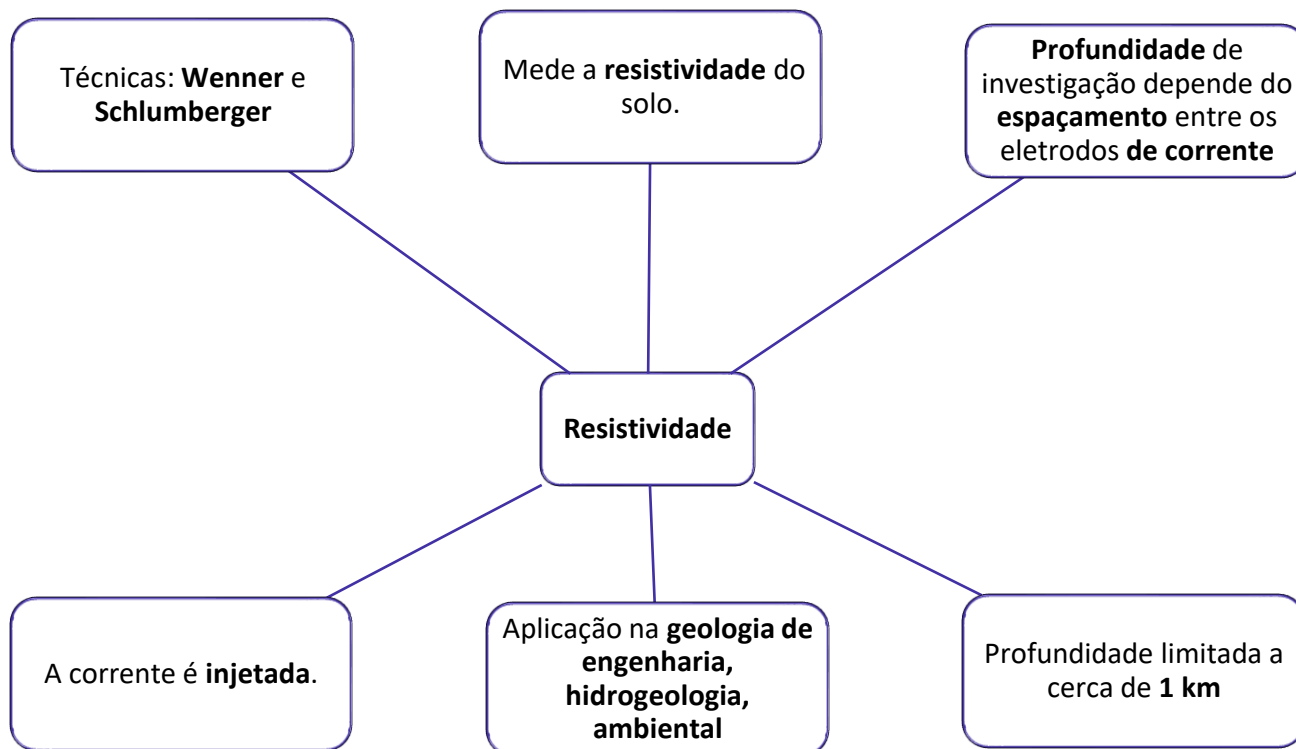 Técnicas: Wenner e
Schlumberger
Mede a resistividade do
solo.
Profundidade de
investigação depende do
espaçamento entre os
eletrodos de corrente
Resistividade
A corrente é injetada.
Aplicação na geologia de
engenharia,
hidrogeologia,
ambiental
Profundidade limitada a
cerca de 1 km